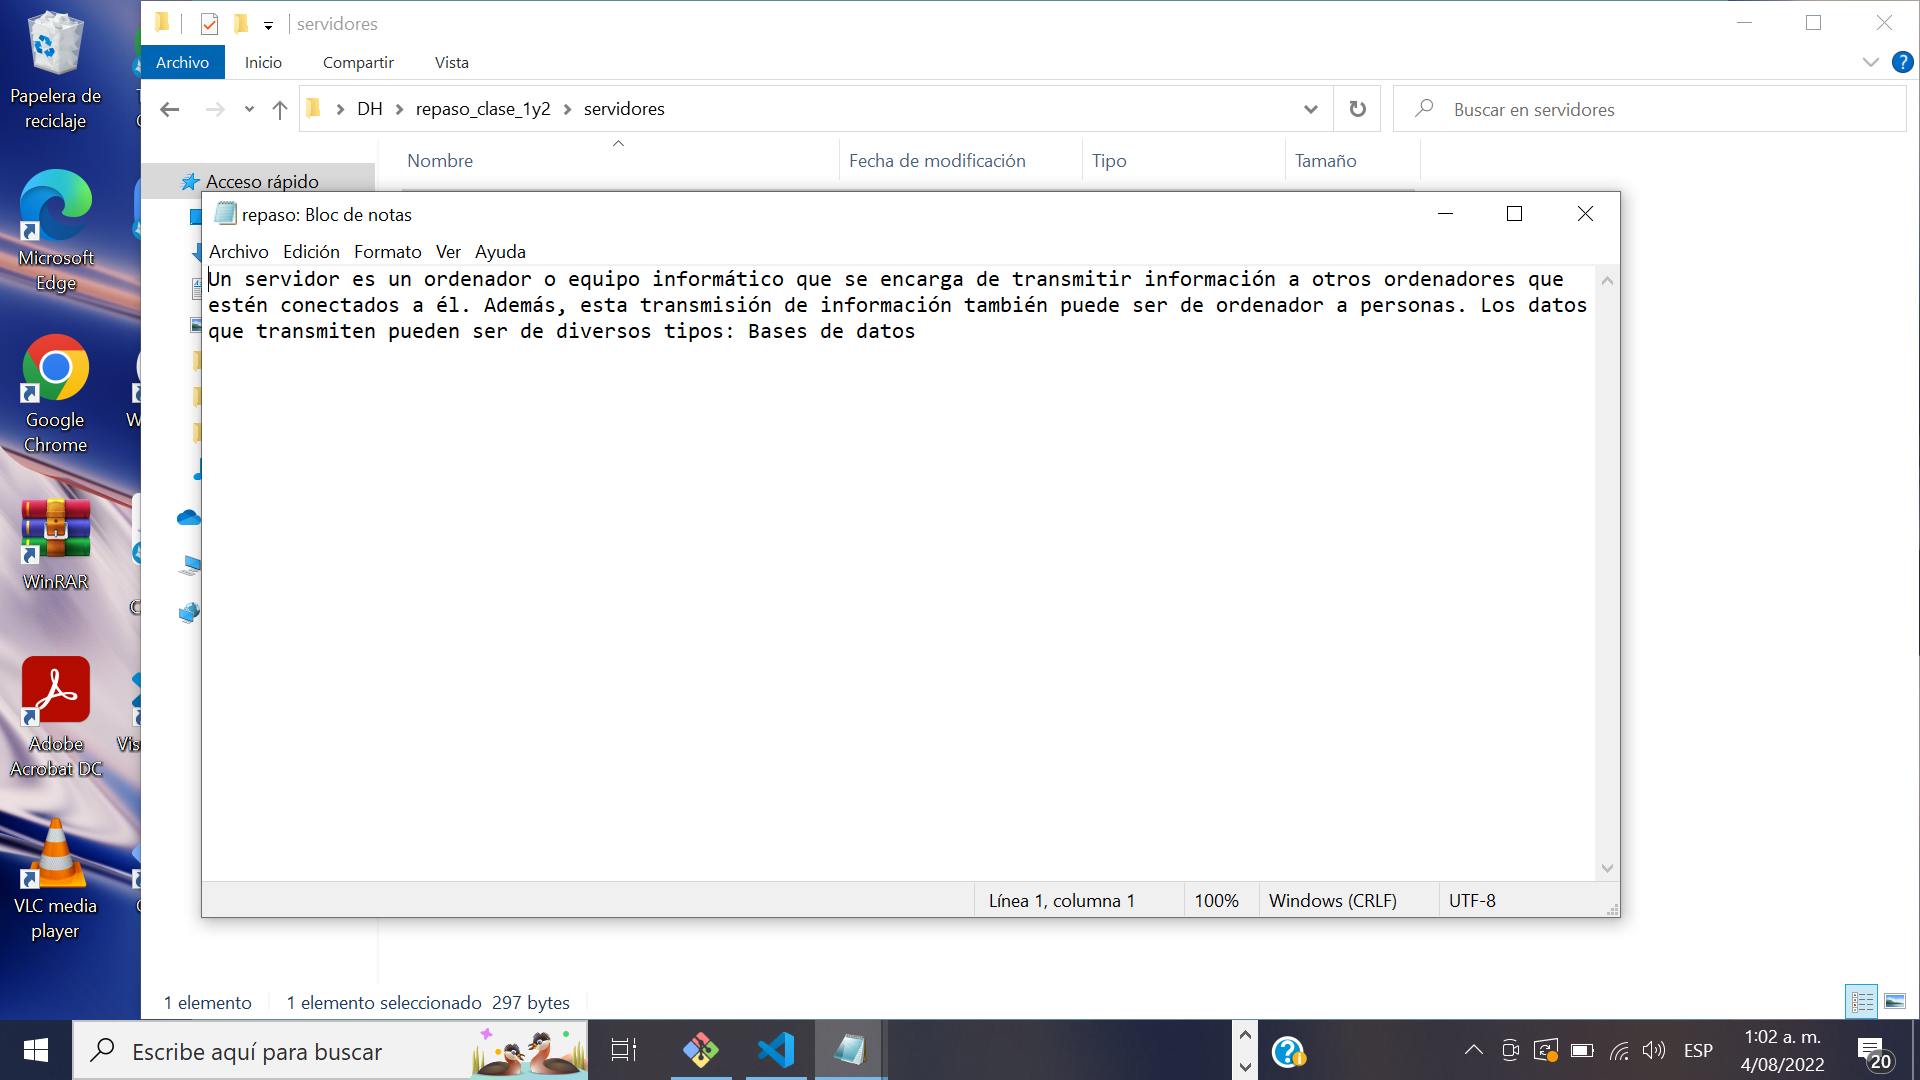 servidores
Archivo Inicio Compartir Vista
DH repaso_clase_1y2 servidores
Buscar en servidores
Nombre Fecha de modificación Tipo Tamaño
Acceso rápido
repaso: Bloc de notas
Archivo Edición Formato Ver Ayuda
Un servidor es un ordenador o equipo informático que se encarga de transmitir información a otros ordenadores que
estén conectados a él. Además, esta transmisión de información también puede ser de ordenador a personas. Los datos
que transmiten pueden ser de diversos tipos: Bases de datos
Línea 1, columna 1 100% Windows (CRLF) UTF-8
1 elemento 1 elemento seleccionado 297 bytes
Papelera de
reciclaje
Microsoft
Edge
Google
Chrome
WinRAR
Adobe
Acrobat DC
VLC media
player
Escribe aquí para buscar
ESP
1:02 a. m.
4/08/2022
20